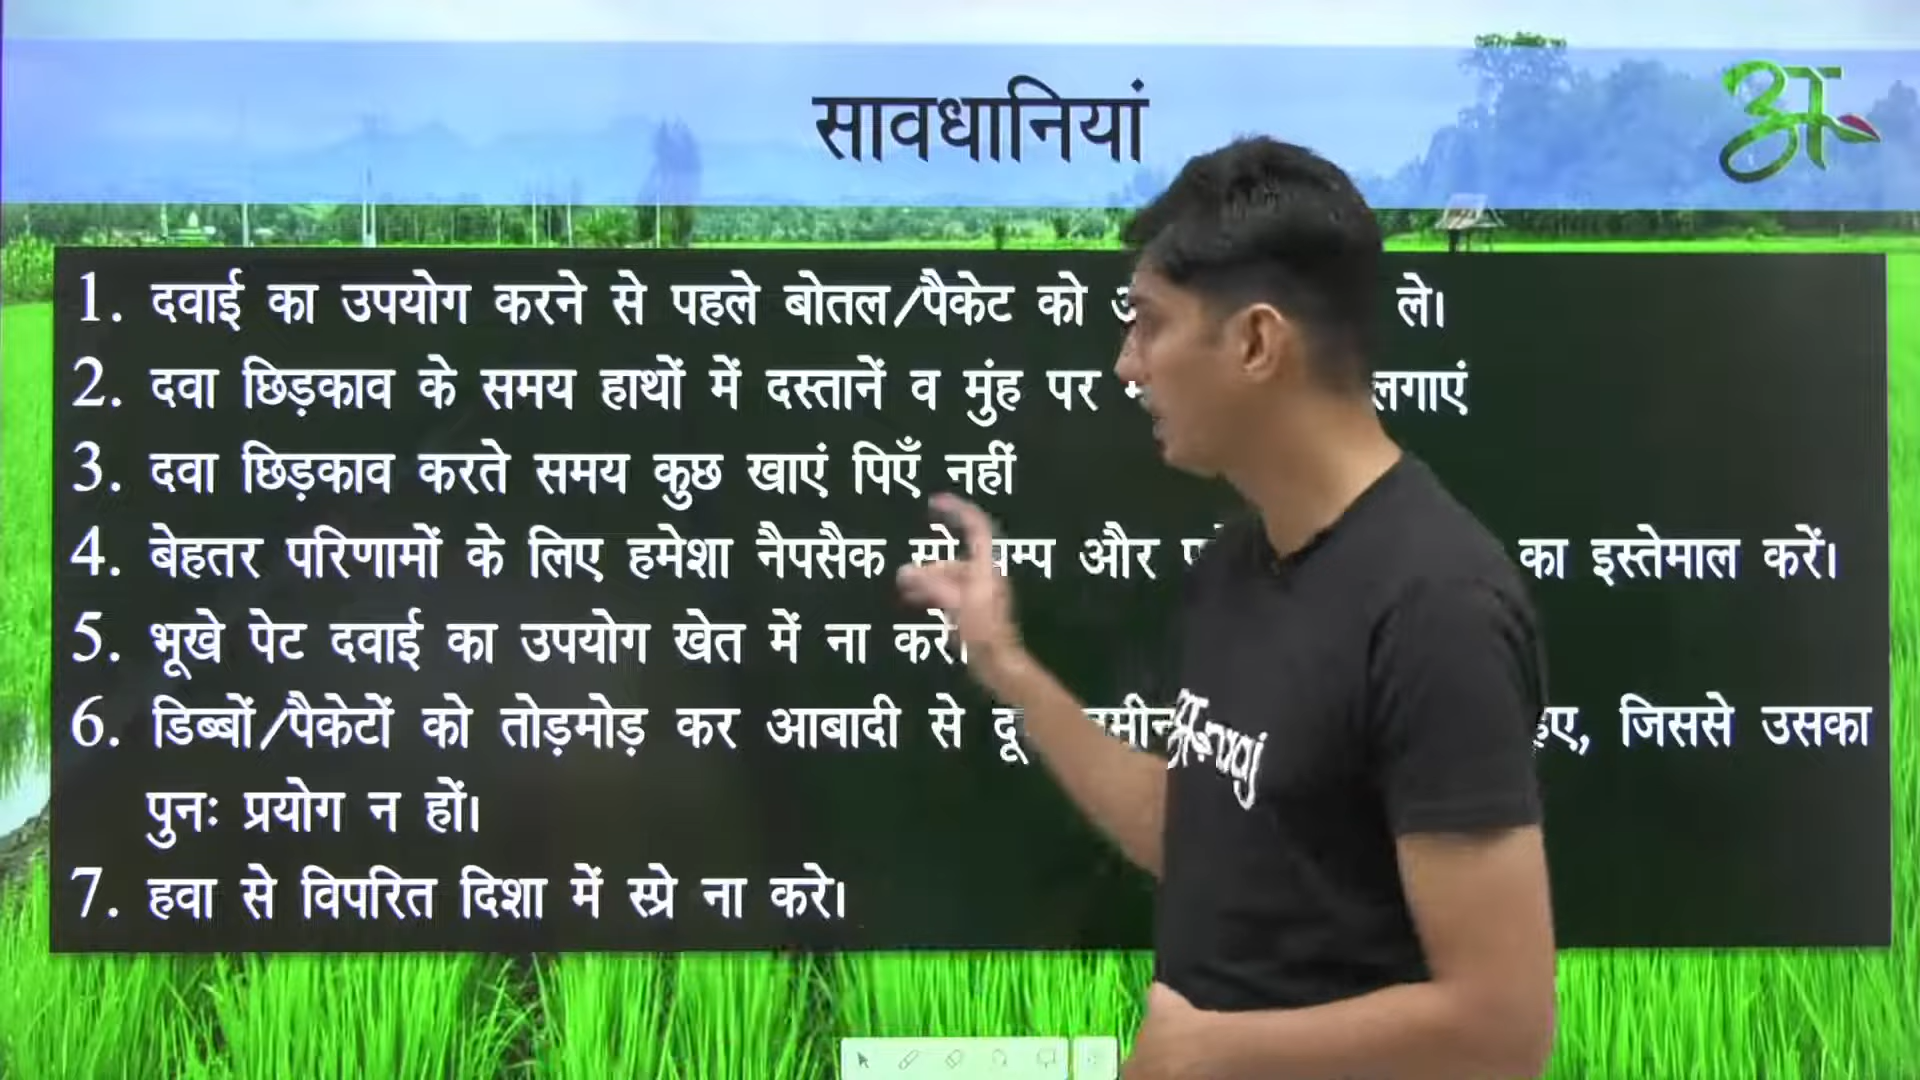 सावधानियां
अ
1. दवाई का उपयोग करने से पहले बोतल/पैकेट को ले।
2. दवा छिड़काव के समय हाथों में दस्तानें व मुंह पर लगाएं
3. दवा छिड़काव करते समय कुछ खाएं पिएँ नहीं
4. बेहतर परिणामों के लिए हमेशा नैपसैक और का इस्तेमाल करें।
5. भूखे पेट दवाई का उपयोग खेत में ना करे।
6. डिब्बों/पैकेटों को तोड़मोड़ कर आबादी से जिससे उसका
पुनः प्रयोग न हों।
7. हवा से विपरित दिशा में स्प्रे ना करे।